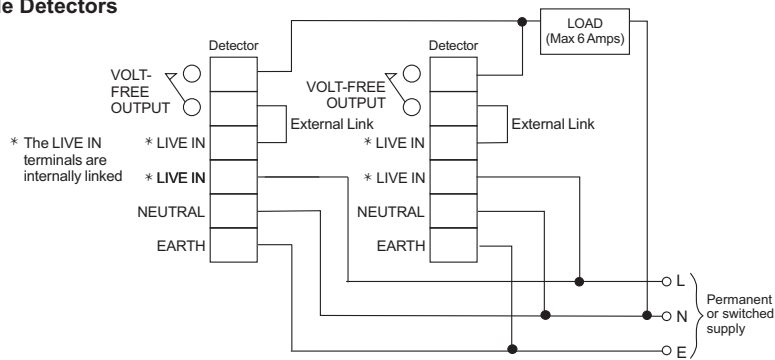 le Detectors
LOAD
(Max 6 Amps)
Detector
Detector
VOLT-
FREE
OUTPUT
VOLT-FREE
OUTPUT
External Link
External Link
* The LIVE IN
terminals are
internally linked
* LIVE IN
* LIVE IN
* LIVE IN
* LIVE IN
NEUTRAL
NEUTRAL
EARTH
EARTH
L
N
E
Permanent
or switched
supply